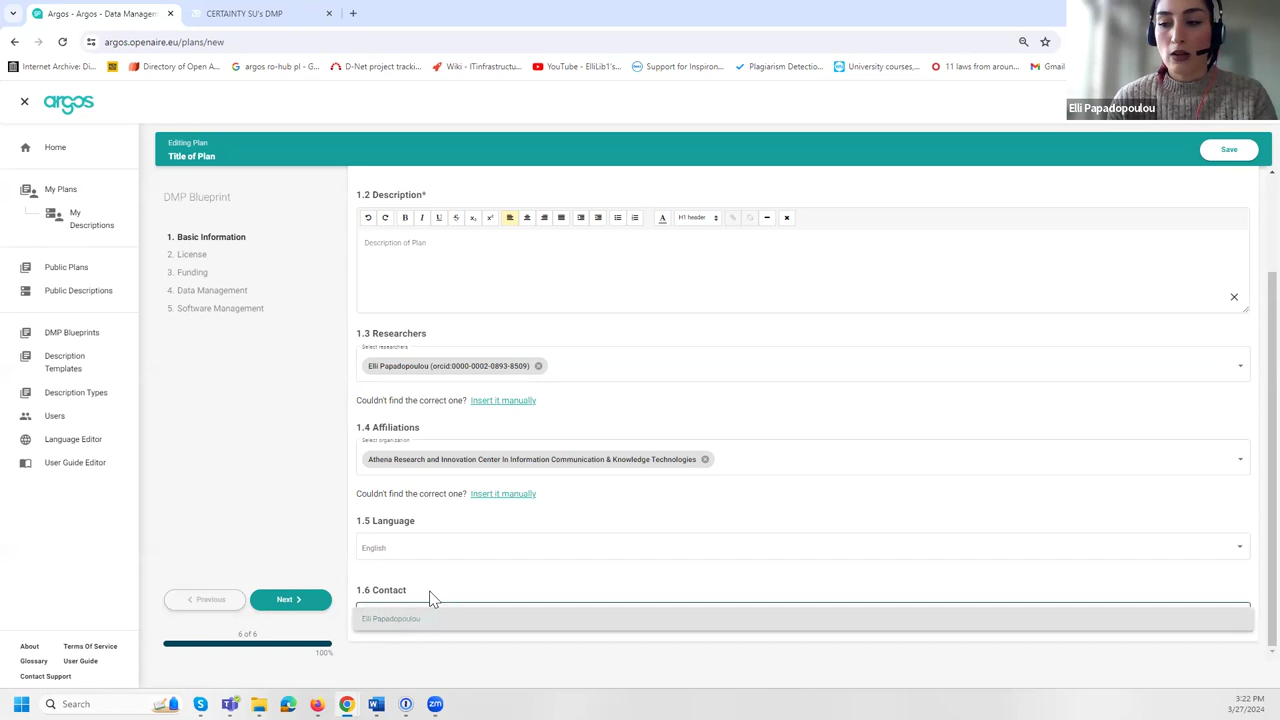 Argos - Argos - Data Managem
CERTAINTY SU's DMP
argos.openaire.eu/plans/new
Internet Archive: Di...
Directory of Open A...
argos ro-hub pl - G...
D-Net project trackin...
Wiki - ITinfrastructu...
YouTube - ElliLib1's...
Support for Inspiron...
Plagiarism Detectio...
University courses,...
11 laws from aroun...
Gmail
Elli Papadopoulou
argos
Home
My Plans
My Descriptions
Public Plans
Public Descriptions
DMP Blueprints
Description Templates
Description Types
Users
Language Editor
User Guide Editor
About
Terms Of Service
Glossary
User Guide
Contact Support
Editing Plan
Title of Plan
Save
DMP Blueprint
1. Basic Information
2. License
3. Funding
4. Data Management
5. Software Management
Previous
Next
6 of 6
100%
1.2 Description*
H1 header
Description of Plan
1.3 Researchers
Select researchers
Elli Papadopoulou (orcid:0000-0002-0893-8509)
Couldn't find the correct one? Insert it manually
1.4 Affiliations
Select organization
Athena Research and Innovation Center In Information Communication & Knowledge Technologies
Couldn't find the correct one? Insert it manually
1.5 Language
English
1.6 Contact
Elli Papadopoulou
Search
3:22 PM
3/27/2024